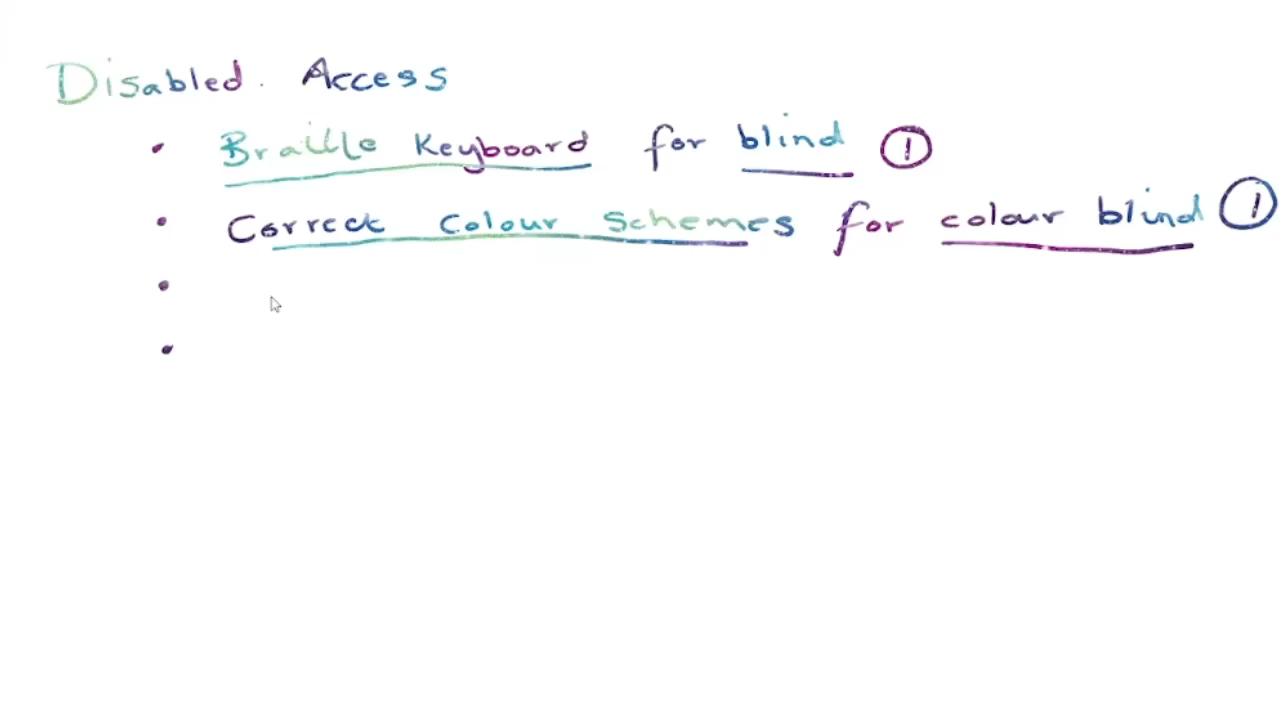 Disabled. Access
• Braille Keyboard for blind ①
• Correct Colour Schemes for colour blind ①
•
•